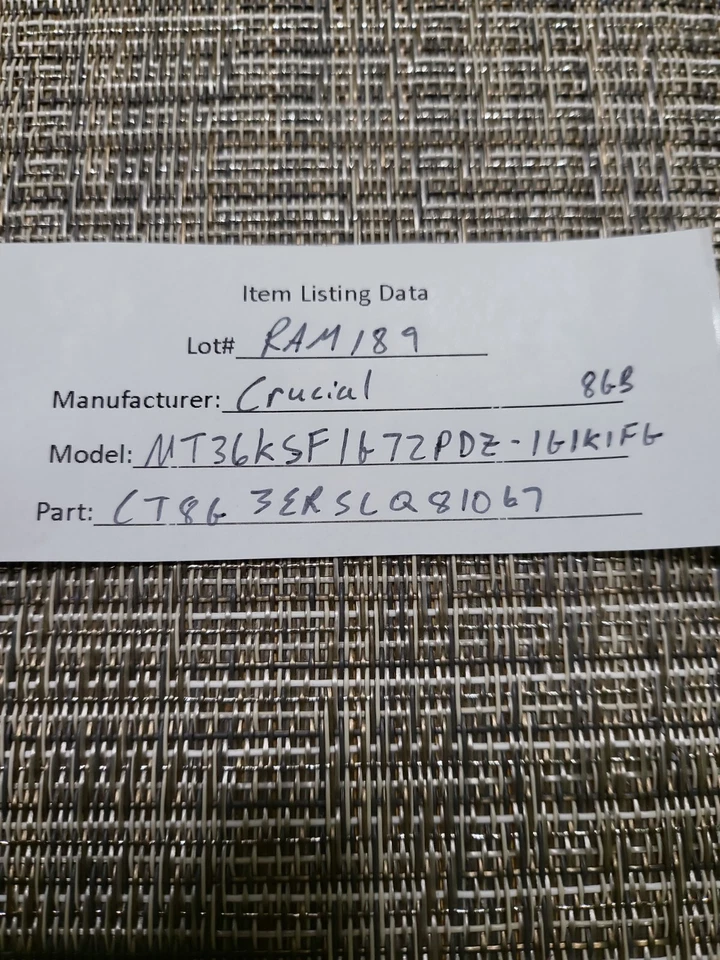 Item Listing Data
Lot# RAM189
Manufacturer: Crucial 8GB
Model: MT36KSF1G72PDZ-1G1K1FG
Part: CT8G3ERSLQ81067